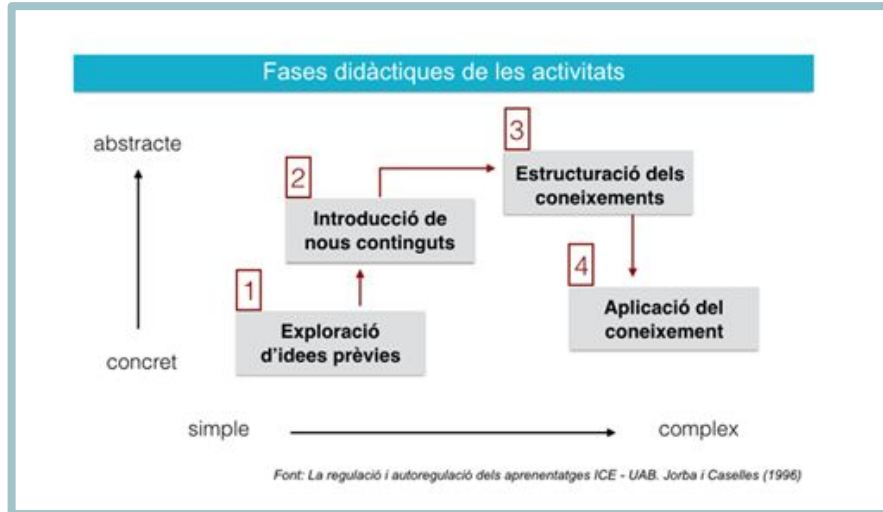 Fases didàctiques de les activitats
abstracte
3
Estructuració dels
coneixements
2
Introducció de
nous continguts
4
Aplicació del
coneixement
1
Exploració
d'idees prèvies
concret
simple
complex
Font: La regulació i autoregulació dels aprenentatges ICE - UAB. Jorba i Caselles (1996)